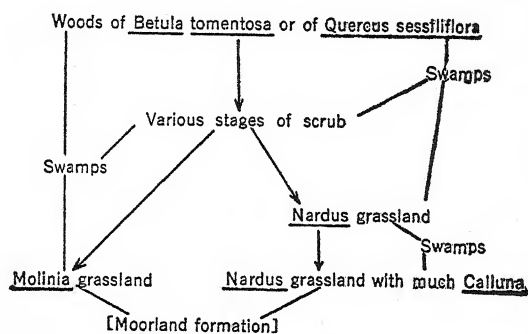 Woods of Betula tomentosa or of Quercus sessiliflora
Swamps
Various stages of scrub
Swamps
Nardus grassland
Swamps
Molinia grassland
Nardus grassland with much Calluna
[Moorland formation]